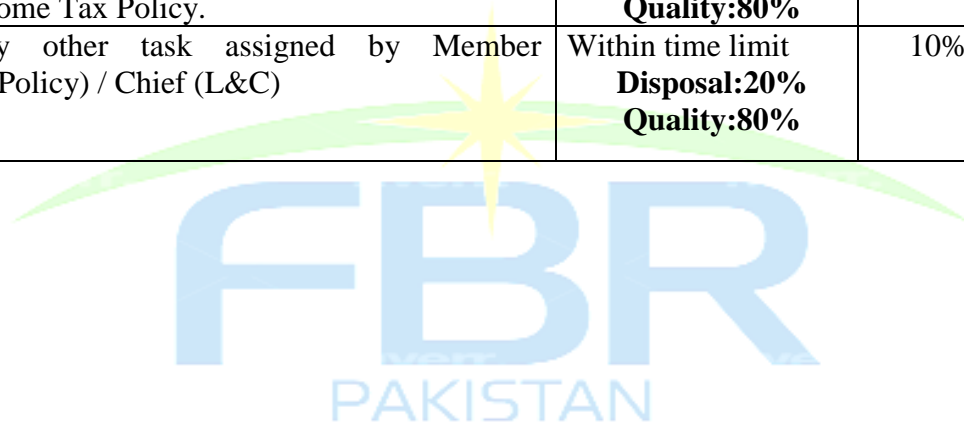 ome Tax Policy.
Quality:80%
y other task assigned by Member
Policy) / Chief (L&C)
Within time limit
Disposal:20%
Quality:80%
10%
FBR
PAKISTAN